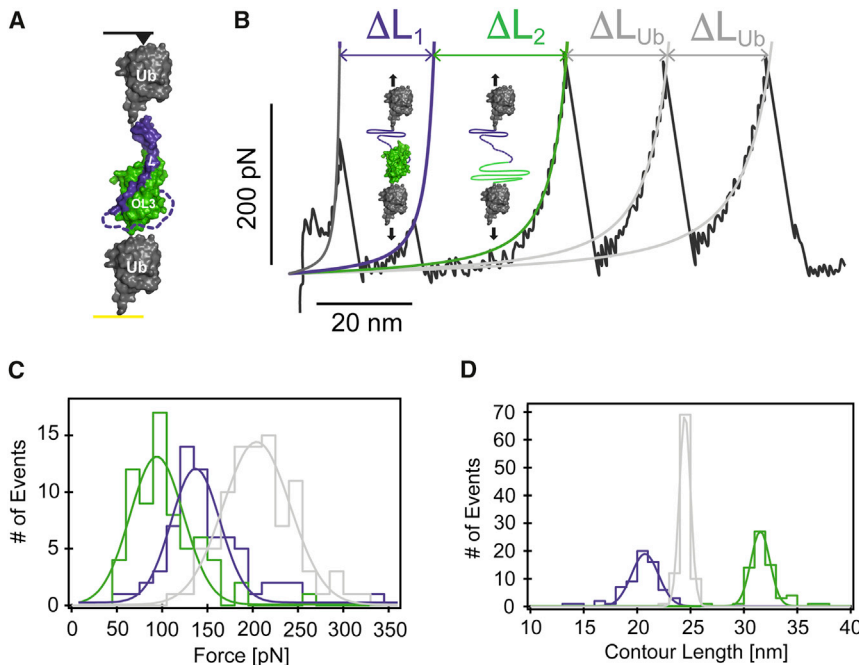 A
Ub
OL3
Ub
B
ΔL1 ΔL2 ΔLUb ΔLUb
200 pN
20 nm
C
# of Events
15
10
5
0
0 50 100 150 200 250 300 350
Force [pN]
D
# of Events
70
60
50
40
30
20
10
0
10 15 20 25 30 35 40
Contour Length [nm]